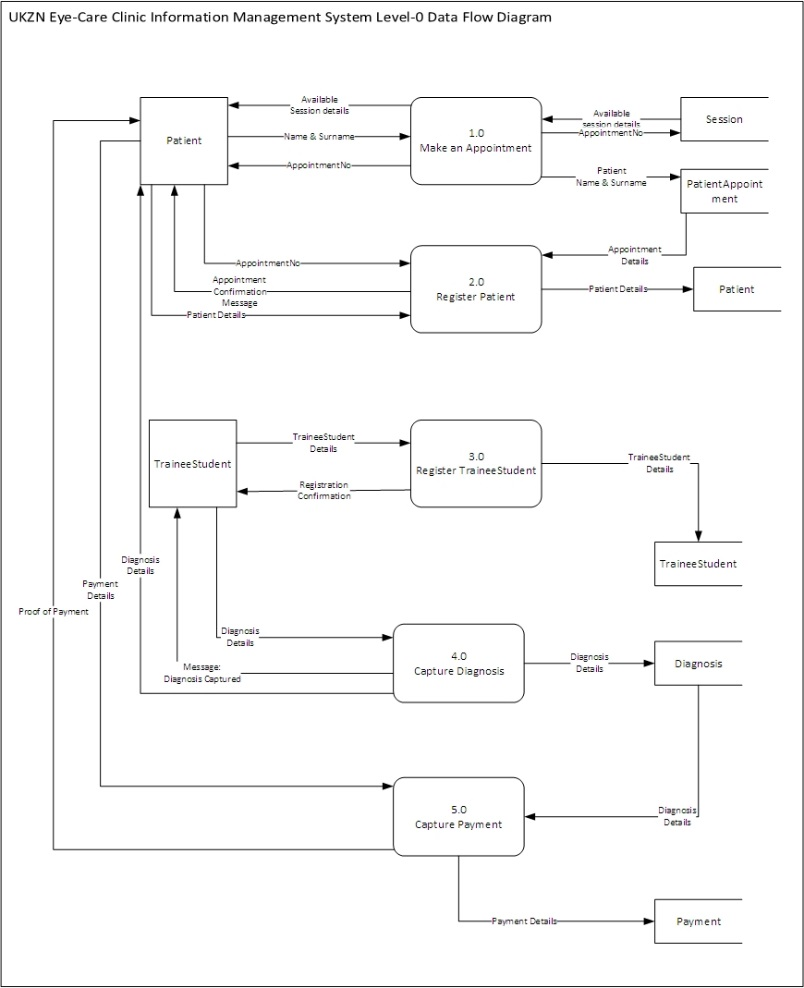 UKZN Eye-Care Clinic Information Management System Level-0 Data Flow Diagram
Available
Session details
Patient
Name & Surname
AppointmentNo
1.0
Make an Appointment
Available
session details
AppointmentNo
Session
Patient
Name & Surname
PatientAppoint
ment
AppointmentNo
Appointment
Confirmation
Message
Patient Details
2.0
Register Patient
Appointment
Details
Patient Details
Patient
TraineeStudent
TraineeStudent
Details
Registration
Confirmation
3.0
Register TraineeStudent
TraineeStudent
Details
TraineeStudent
Diagnosis
Details
Payment
Details
Proof of Payment
Diagnosis
Details
Message:
Diagnosis Captured
4.0
Capture Diagnosis
Diagnosis
Details
Diagnosis
5.0
Capture Payment
Diagnosis
Details
Payment Details
Payment